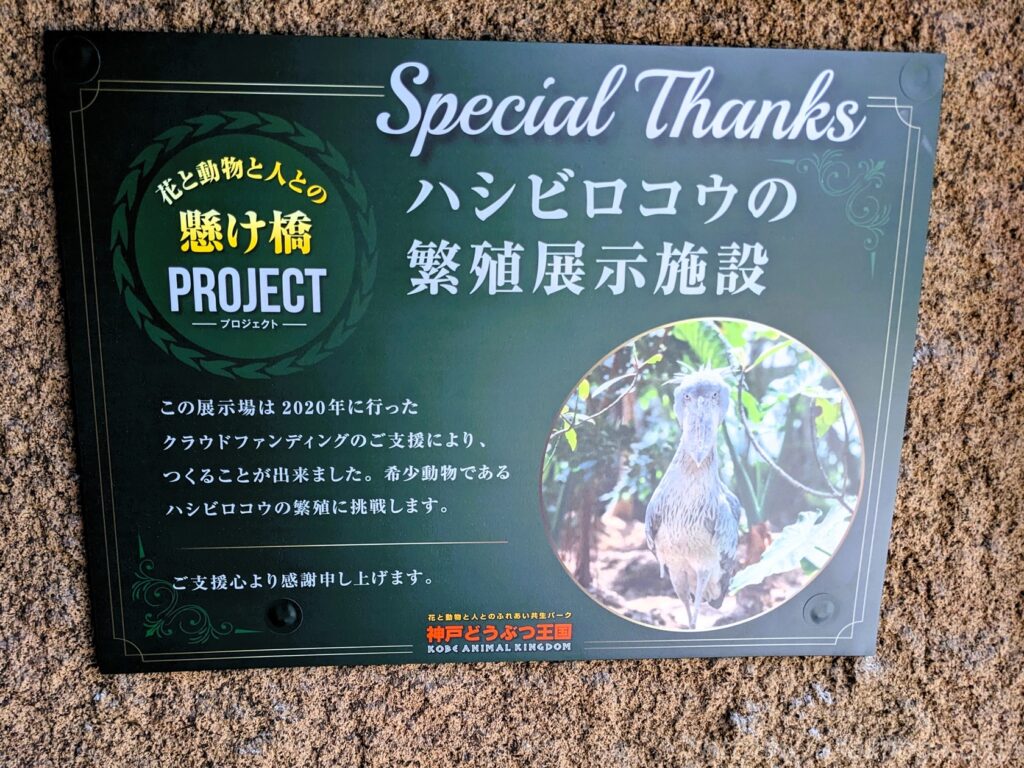 Special Thanks
花と動物と人との
懸け橋
PROJECT
プロジェクト
ハシビロコウの
繁殖展示施設
この展示場は2020年に行った
クラウドファンディングのご支援により、
つくることが出来ました。希少動物である
ハシビロコウの繁殖に挑戦します。
ご支援心より感謝申し上げます。
花と動物と人とのふれあい共生パーク
神戸どうぶつ王国
KOBE ANIMAL KINGDOM